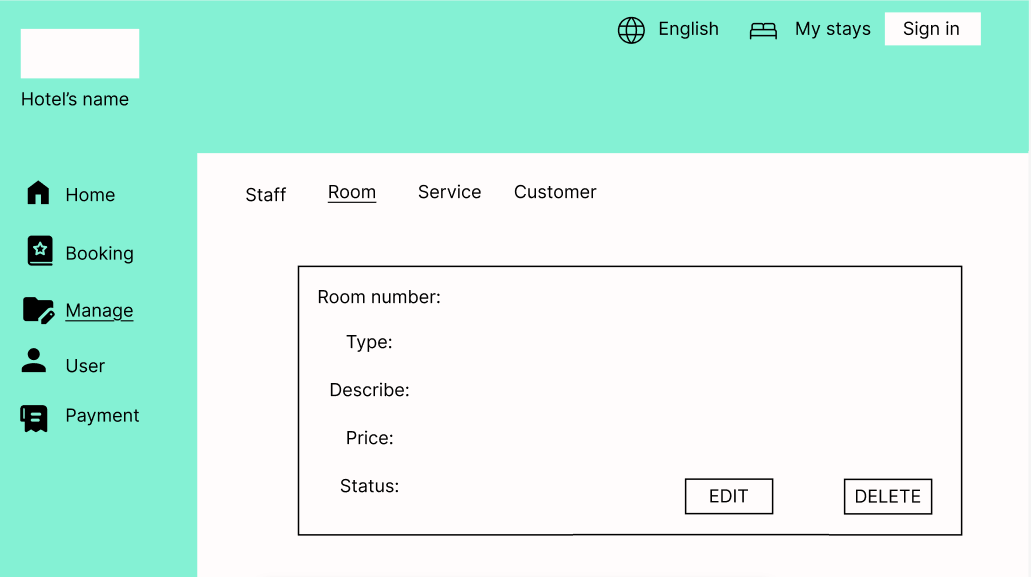 English
My stays
Sign in
Hotel's name
Home
Booking
Manage
User
Payment
Staff
Room
Service
Customer
Room number:
Type:
Describe:
Price:
Status:
EDIT
DELETE